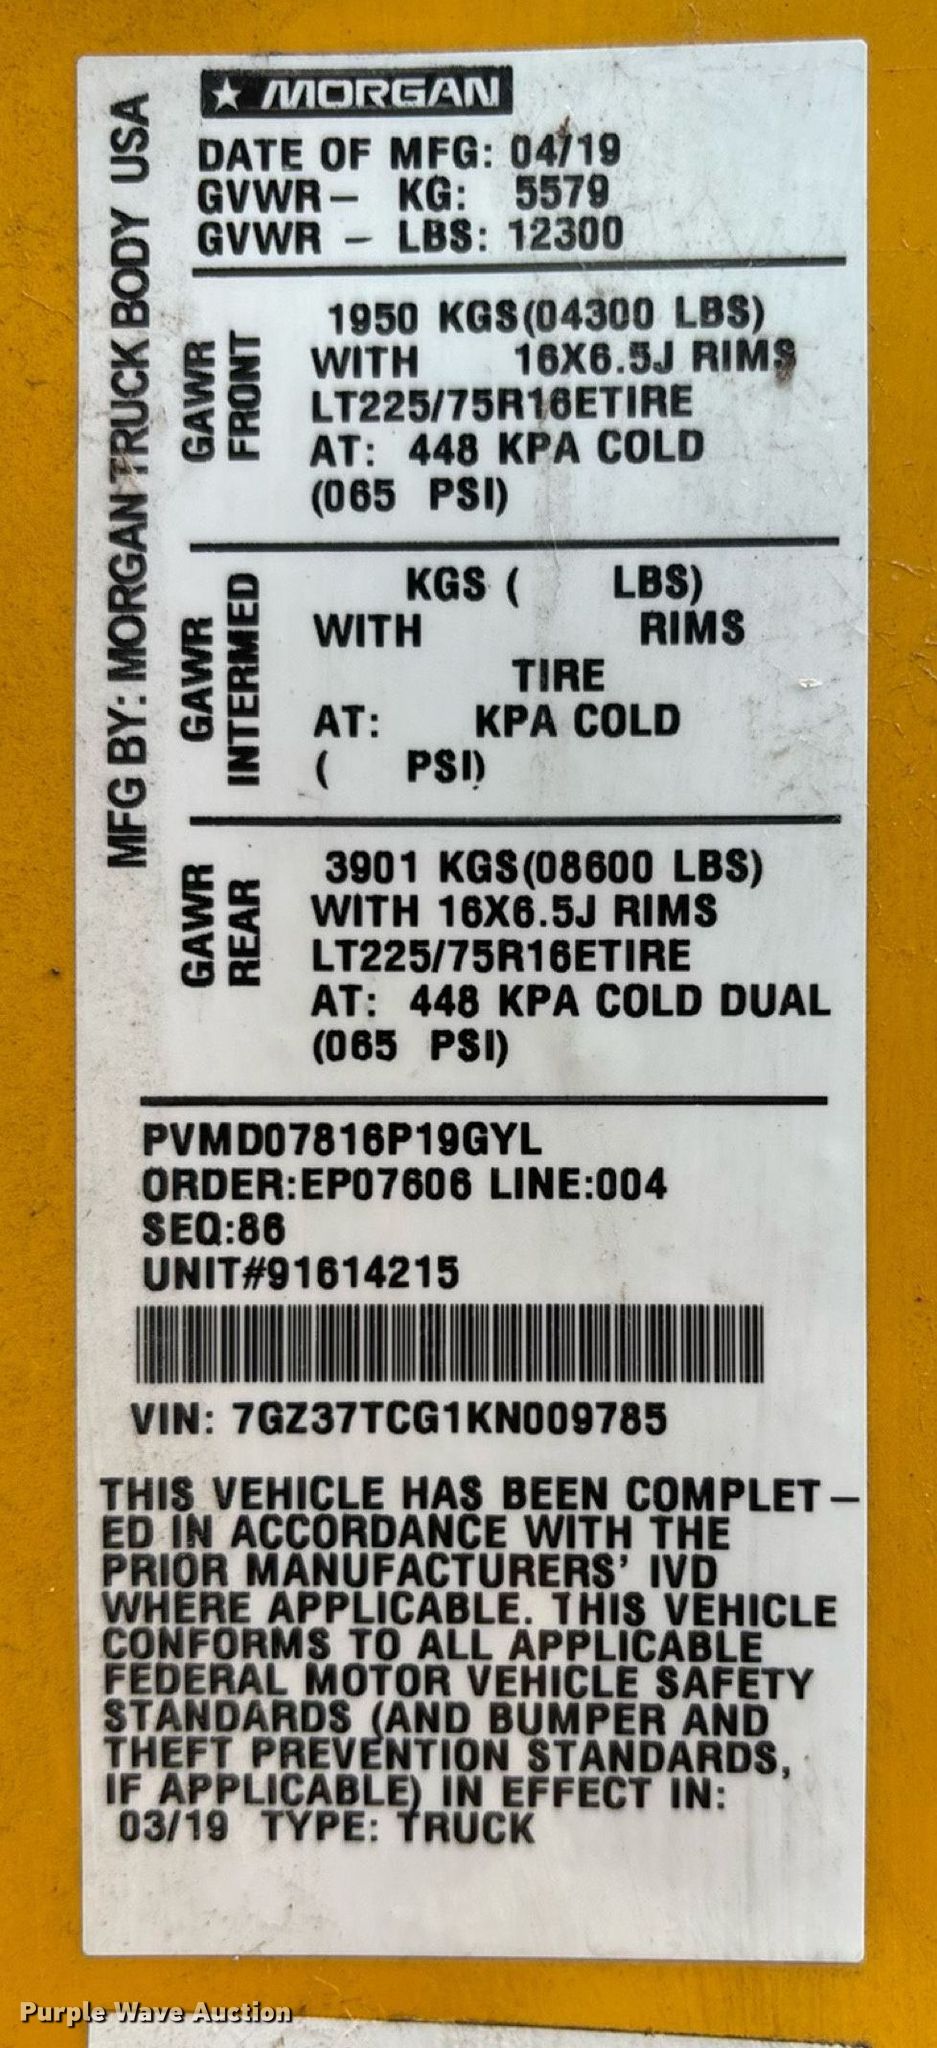 MORGAN
MFG BY: MORGAN TRUCK BODY USA
DATE OF MFG: 04/19
GVWR- KG: 5579
GVWR - LBS: 12300
GAWR
FRONT
1950 KGS(04300 LBS)
WITH 16X6.5J RIMS
LT225/75R16ETIRE
AT: 448 KPA COLD
(065 PSI)
GAWR
INTERMED
KGS ( LBS)
WITH RIMS
TIRE
AT: KPA COLD
( PSI)
GAWR
REAR
3901 KGS(08600 LBS)
WITH 16X6.5J RIMS
LT225/75R16ETIRE
AT: 448 KPA COLD DUAL
(065 PSI)
PVMD07816P19GYL
ORDER:EP07606 LINE:004
SEQ:86
UNIT#91614215
VIN: 7GZ37TCG1KN009785
THIS VEHICLE HAS BEEN COMPLET-
ED IN ACCORDANCE WITH THE
PRIOR MANUFACTURERS' IVD
WHERE APPLICABLE. THIS VEHICLE
CONFORMS TO ALL APPLICABLE
FEDERAL MOTOR VEHICLE SAFETY
STANDARDS (AND BUMPER AND
THEFT PREVENTION STANDARDS,
IF APPLICABLE) IN EFFECT IN:
03/19 TYPE: TRUCK
Purple Wave Auction